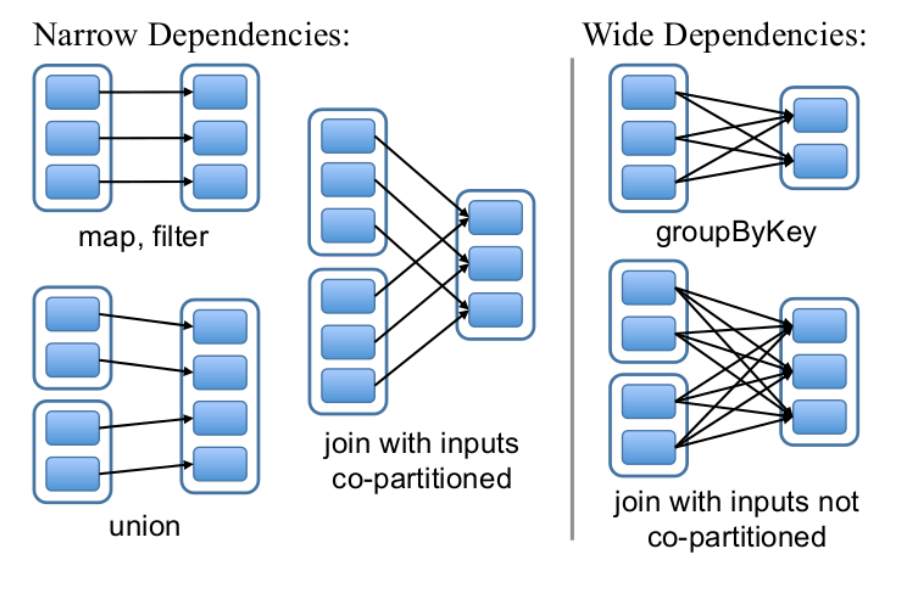 Narrow Dependencies:
map, filter
union
join with inputs
co-partitioned
Wide Dependencies:
groupByKey
join with inputs not
co-partitioned